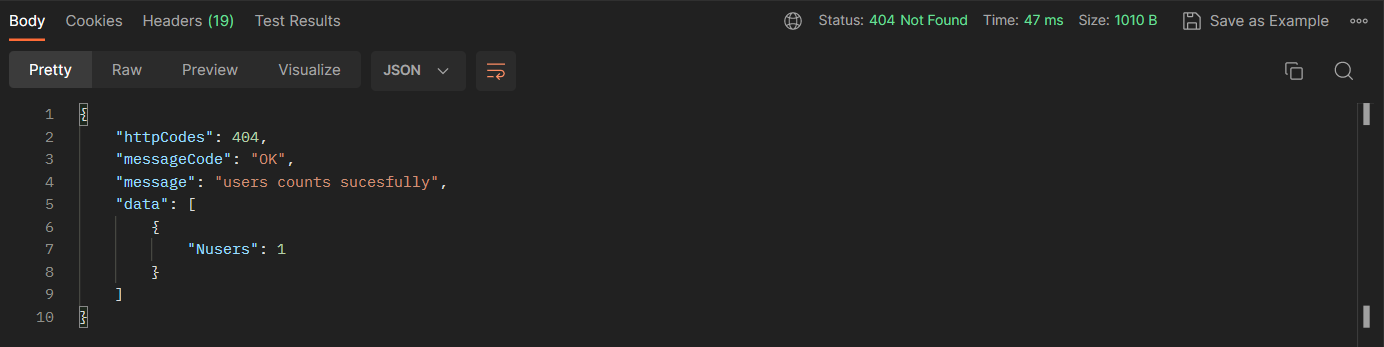 Body Cookies Headers (19) Test Results Status: 404 Not Found Time: 47 ms Size: 1010 B Save as Example
Pretty Raw Preview Visualize JSON
1 {
2 "httpCodes": 404,
3 "messageCode": "OK",
4 "message": "users counts sucesfully",
5 "data": [
6 {
7 "Nusers": 1
8 }
9 ]
10 }